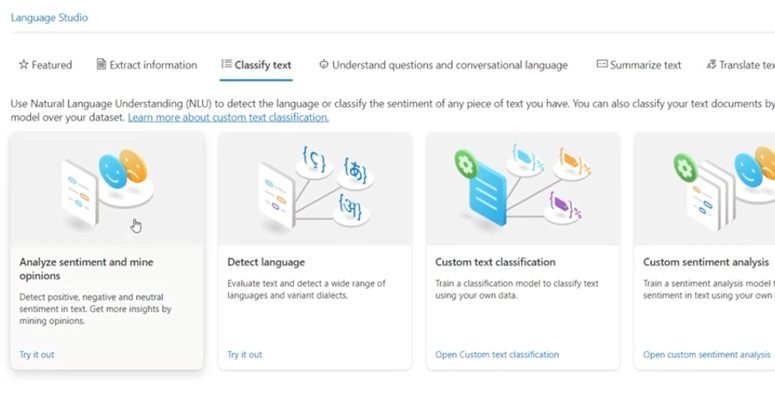 Language Studio
Featured
Extract information
Classify text
Understand questions and conversational language
Summarize text
Translate tex
Use Natural Language Understanding (NLU) to detect the language or classify the sentiment of any piece of text you have. You can also classify your text documents by
model over your dataset. Learn more about custom text classification.
{ç}
{あ}
{अ}
Analyze sentiment and mine
opinions
Detect positive, negative and neutral
sentiment in text. Get more insights by
mining opinions.
Try it out
Detect language
Evaluate text and detect a wide range of
languages and variant dialects.
Try it out
Custom text classification
Train a classification model to classify text
using your own data.
Open Custom text classification
Custom sentiment analysis
Train a sentiment analysis model t
sentiment in text using your own
Open custom sentiment analysis